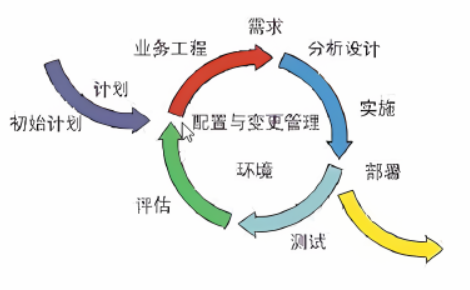 需求
业务工程
分析设计
计划
初始计划
实施
配置与变更管理
环境
部署
评估
测试